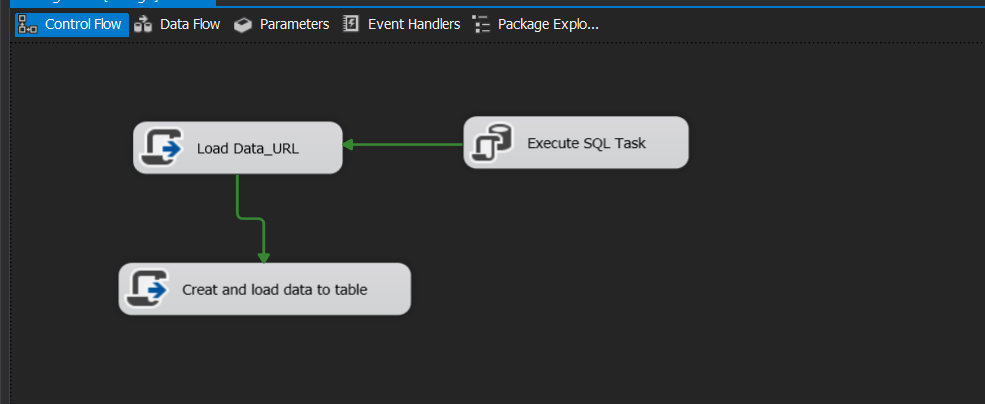 Control Flow
Data Flow
Parameters
Event Handlers
Package Explo...
Load Data_URL
Execute SQL Task
Creat and load data to table